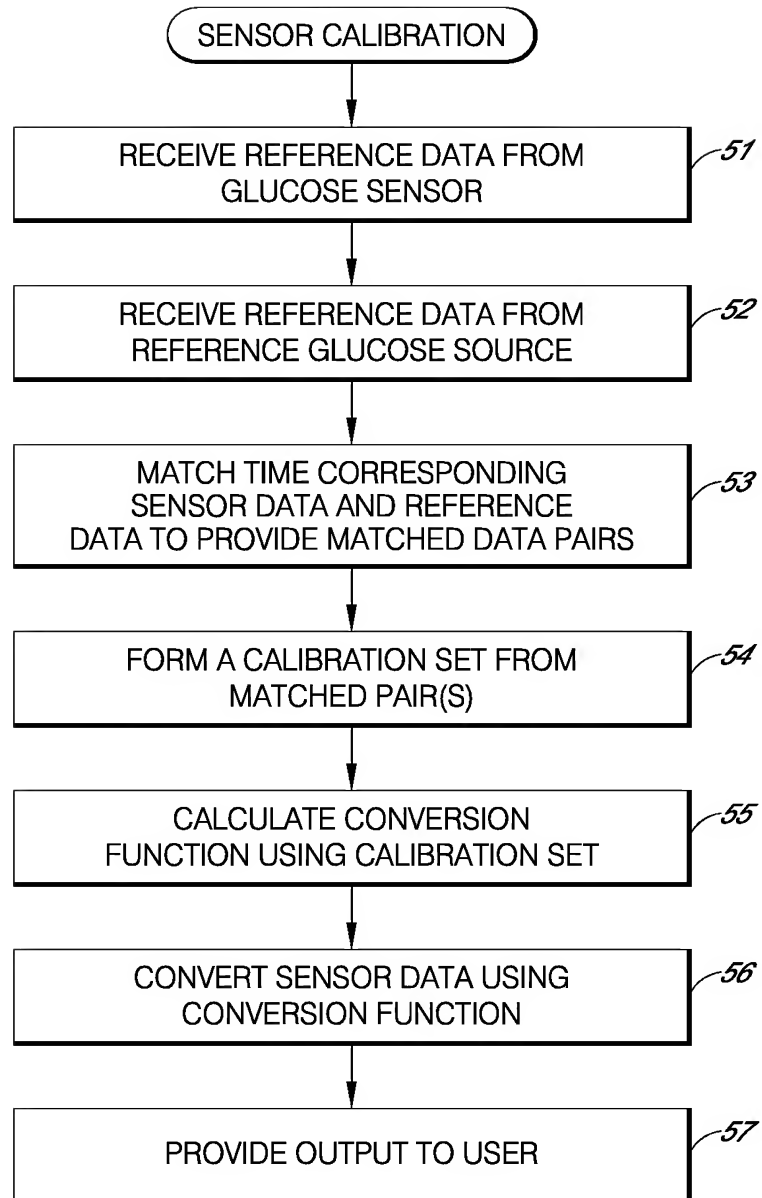 SENSOR CALIBRATION
RECEIVE REFERENCE DATA FROM
GLUCOSE SENSOR
51
RECEIVE REFERENCE DATA FROM
REFERENCE GLUCOSE SOURCE
52
MATCH TIME CORRESPONDING
SENSOR DATA AND REFERENCE
DATA TO PROVIDE MATCHED DATA PAIRS
53
FORM A CALIBRATION SET FROM
MATCHED PAIR(S)
54
CALCULATE CONVERSION
FUNCTION USING CALIBRATION SET
55
CONVERT SENSOR DATA USING
CONVERSION FUNCTION
56
PROVIDE OUTPUT TO USER
57